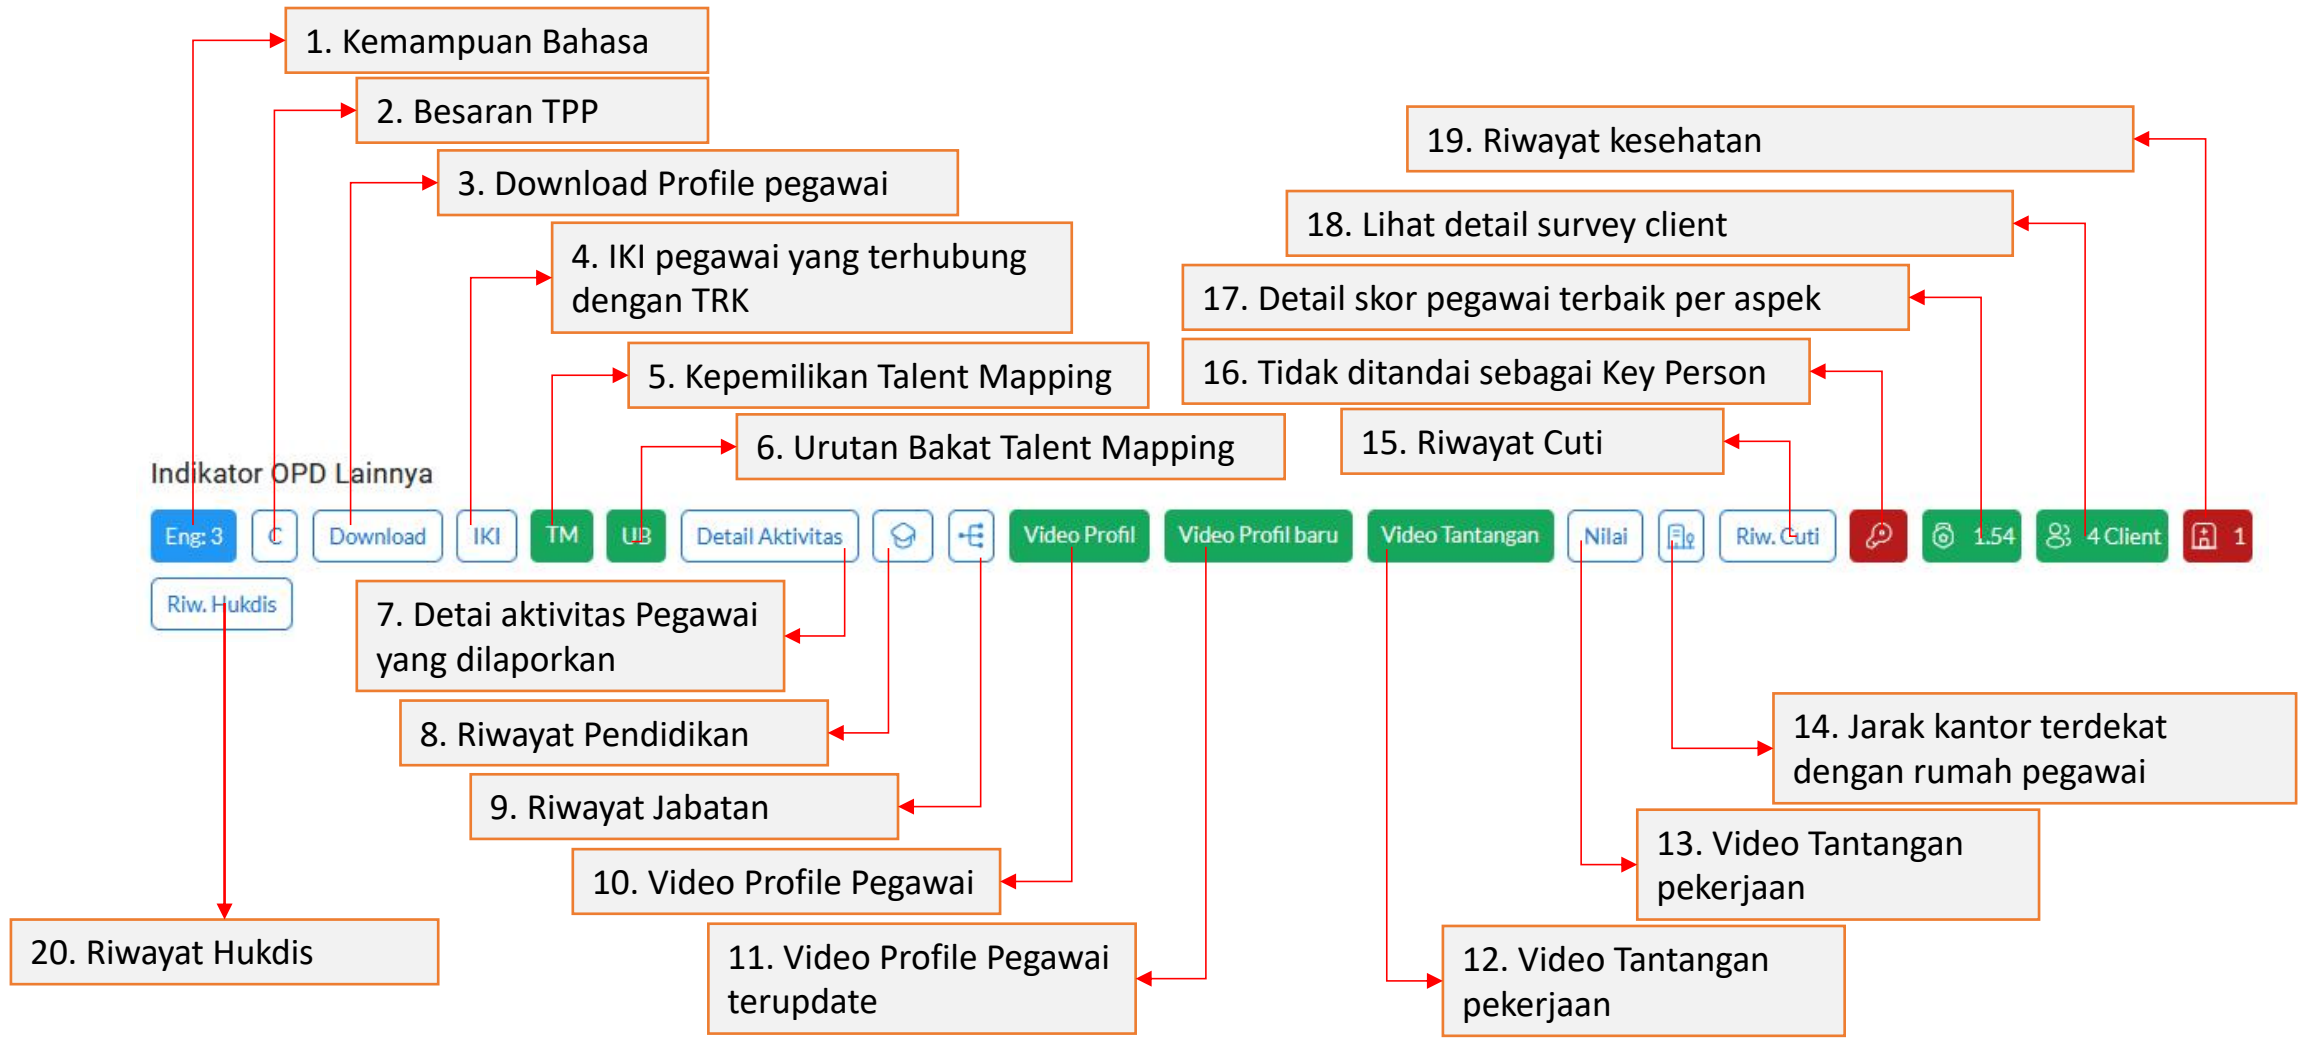 1. Kemampuan Bahasa
2. Besaran TPP
3. Download Profile pegawai
4. IKI pegawai yang terhubung
dengan TRK
5. Kepemilikan Talent Mapping
6. Urutan Bakat Talent Mapping
19. Riwayat kesehatan
18. Lihat detail survey client
17. Detail skor pegawai terbaik per aspek
16. Tidak ditandai sebagai Key Person
15. Riwayat Cuti
Indikator OPD Lainnya
Eng: 3 C Download IKI TM UB Detail Aktivitas Video Profil Video Profil baru Video Tantangan Nilai Riw. Cuti 1.54 4 Client 1
Riw. Hukdis
7. Detai aktivitas Pegawai
yang dilaporkan
8. Riwayat Pendidikan
9. Riwayat Jabatan
10. Video Profile Pegawai
11. Video Profile Pegawai
terupdate
12. Video Tantangan
pekerjaan
13. Video Tantangan
pekerjaan
14. Jarak kantor terdekat
dengan rumah pegawai
20. Riwayat Hukdis